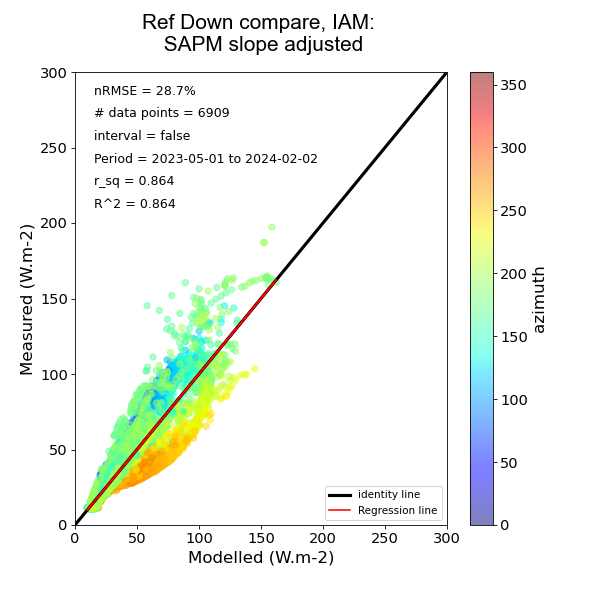 Ref Down compare, IAM:
SAPM slope adjusted
300
250
200
150
100
50
0
Measured (W.m-2)
nRMSE = 28.7%
# data points = 6909
interval = false
Period = 2023-05-01 to 2024-02-02
r_sq = 0.864
R^2 = 0.864
identity line
Regression line
0 50 100 150 200 250 300
Modelled (W.m-2)
350
300
250
200
150
100
50
0
azimuth